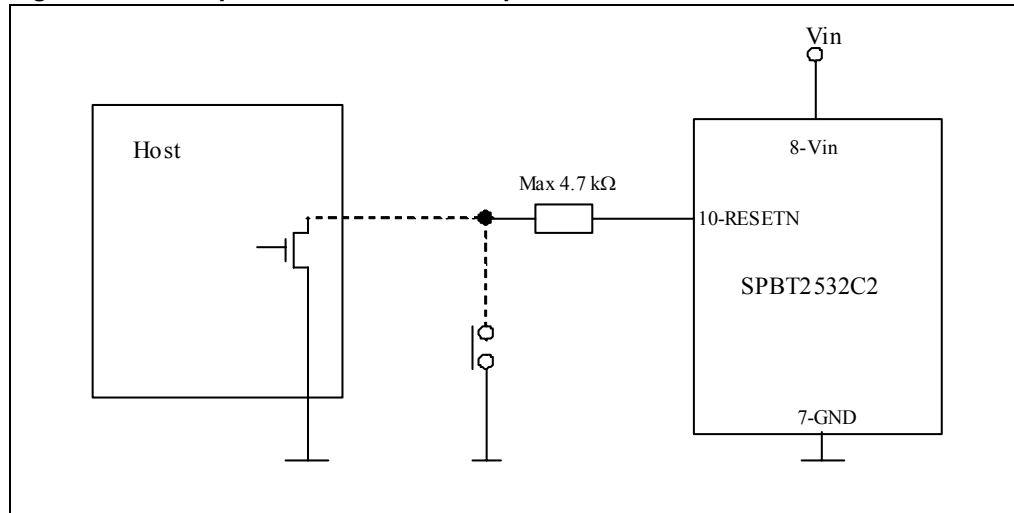 Vin
Host
8-Vin
Max 4.7 kΩ
10-RESETN
SPBT2532C2
7-GND